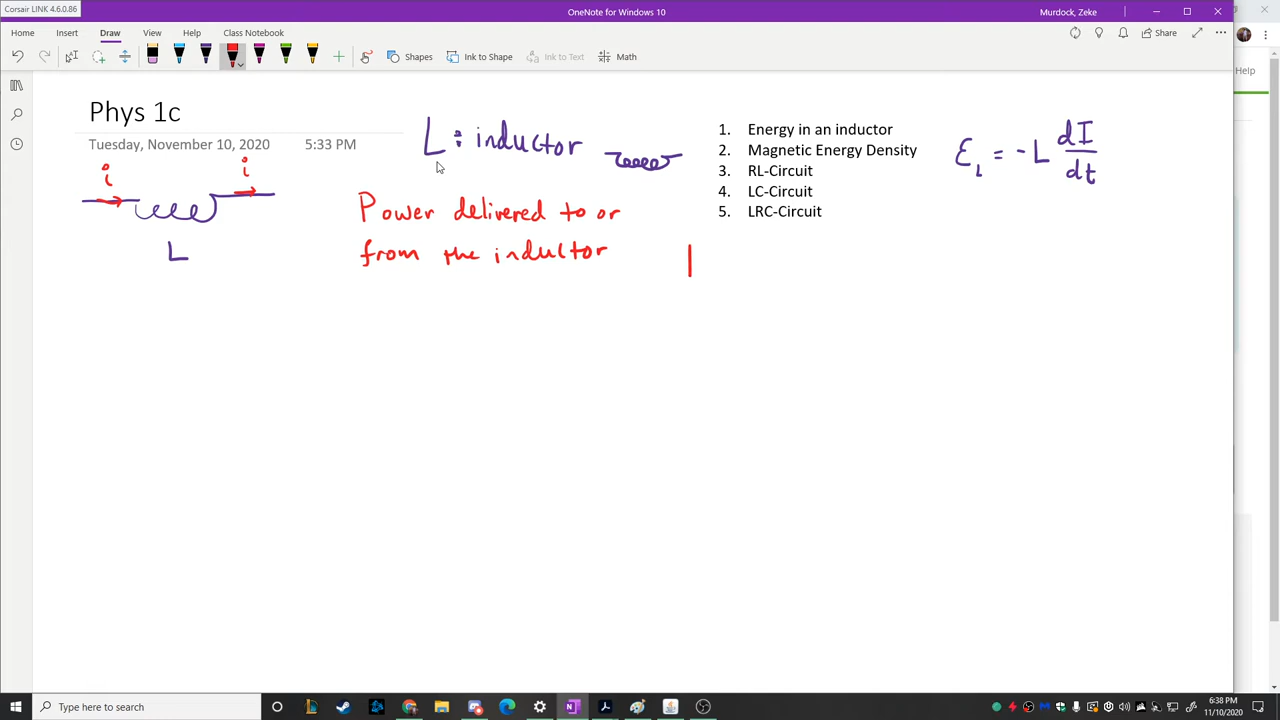 Corsair LINK 4.6.0.86
OneNote for Windows 10
Murdock, Zeke
Home Insert Draw View Help Class Notebook
Share
Shapes Ink to Shape Ink to Text Math
Help
Phys 1c
Tuesday, November 10, 2020 5:33 PM
i i
L
L : inductor
Power delivered to or
from the inductor
1. Energy in an inductor
2. Magnetic Energy Density
3. RL-Circuit
4. LC-Circuit
5. LRC-Circuit
ℰL = -L dI/dt
Type here to search
6:38 PM
11/10/2020